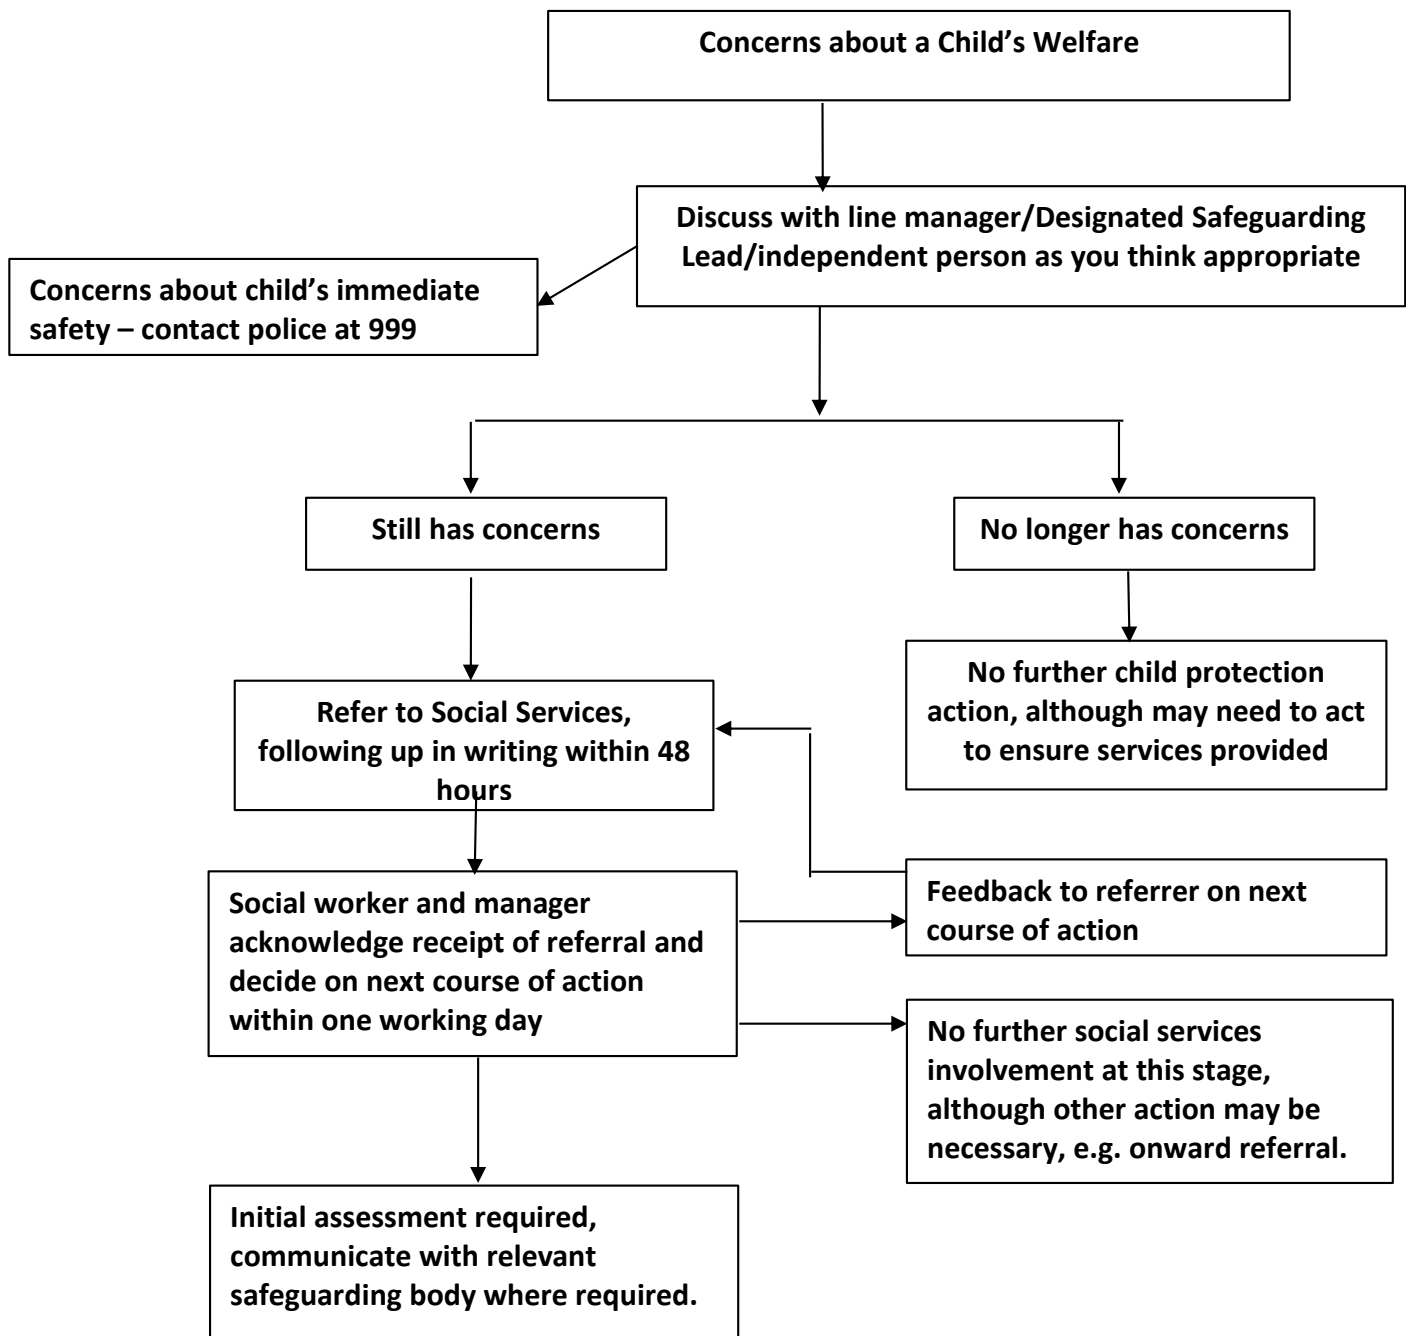 Concerns about a Child’s Welfare
Discuss with line manager/Designated Safeguarding
Lead/independent person as you think appropriate
Concerns about child’s immediate
safety – contact police at 999
Still has concerns
No longer has concerns
No further child protection
action, although may need to act
to ensure services provided
Refer to Social Services,
following up in writing within 48
hours
Social worker and manager
acknowledge receipt of referral and
decide on next course of action
within one working day
Feedback to referrer on next
course of action
No further social services
involvement at this stage,
although other action may be
necessary, e.g. onward referral.
Initial assessment required,
communicate with relevant
safeguarding body where required.